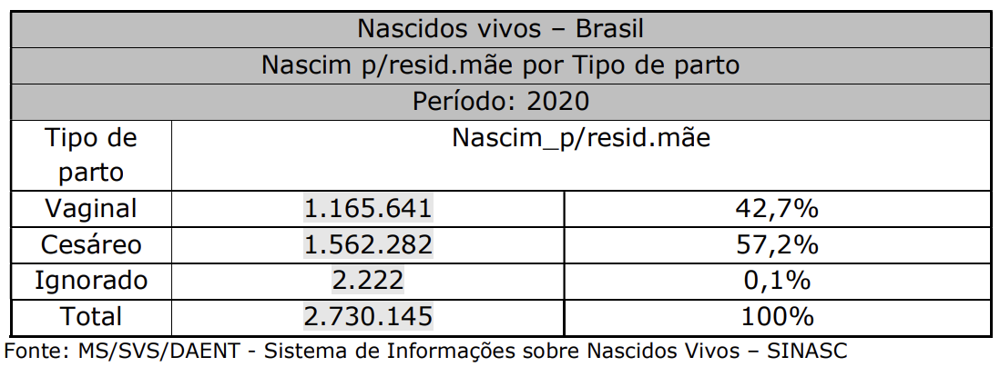 Nascidos vivos – Brasil
Nascim p/resid.mãe por Tipo de parto
Período: 2020
Tipo de parto Nascim_p/resid.mãe
Vaginal 1.165.641 42,7%
Cesáreo 1.562.282 57,2%
Ignorado 2.222 0,1%
Total 2.730.145 100%
Fonte: MS/SVS/DAENT - Sistema de Informações sobre Nascidos Vivos – SINASC